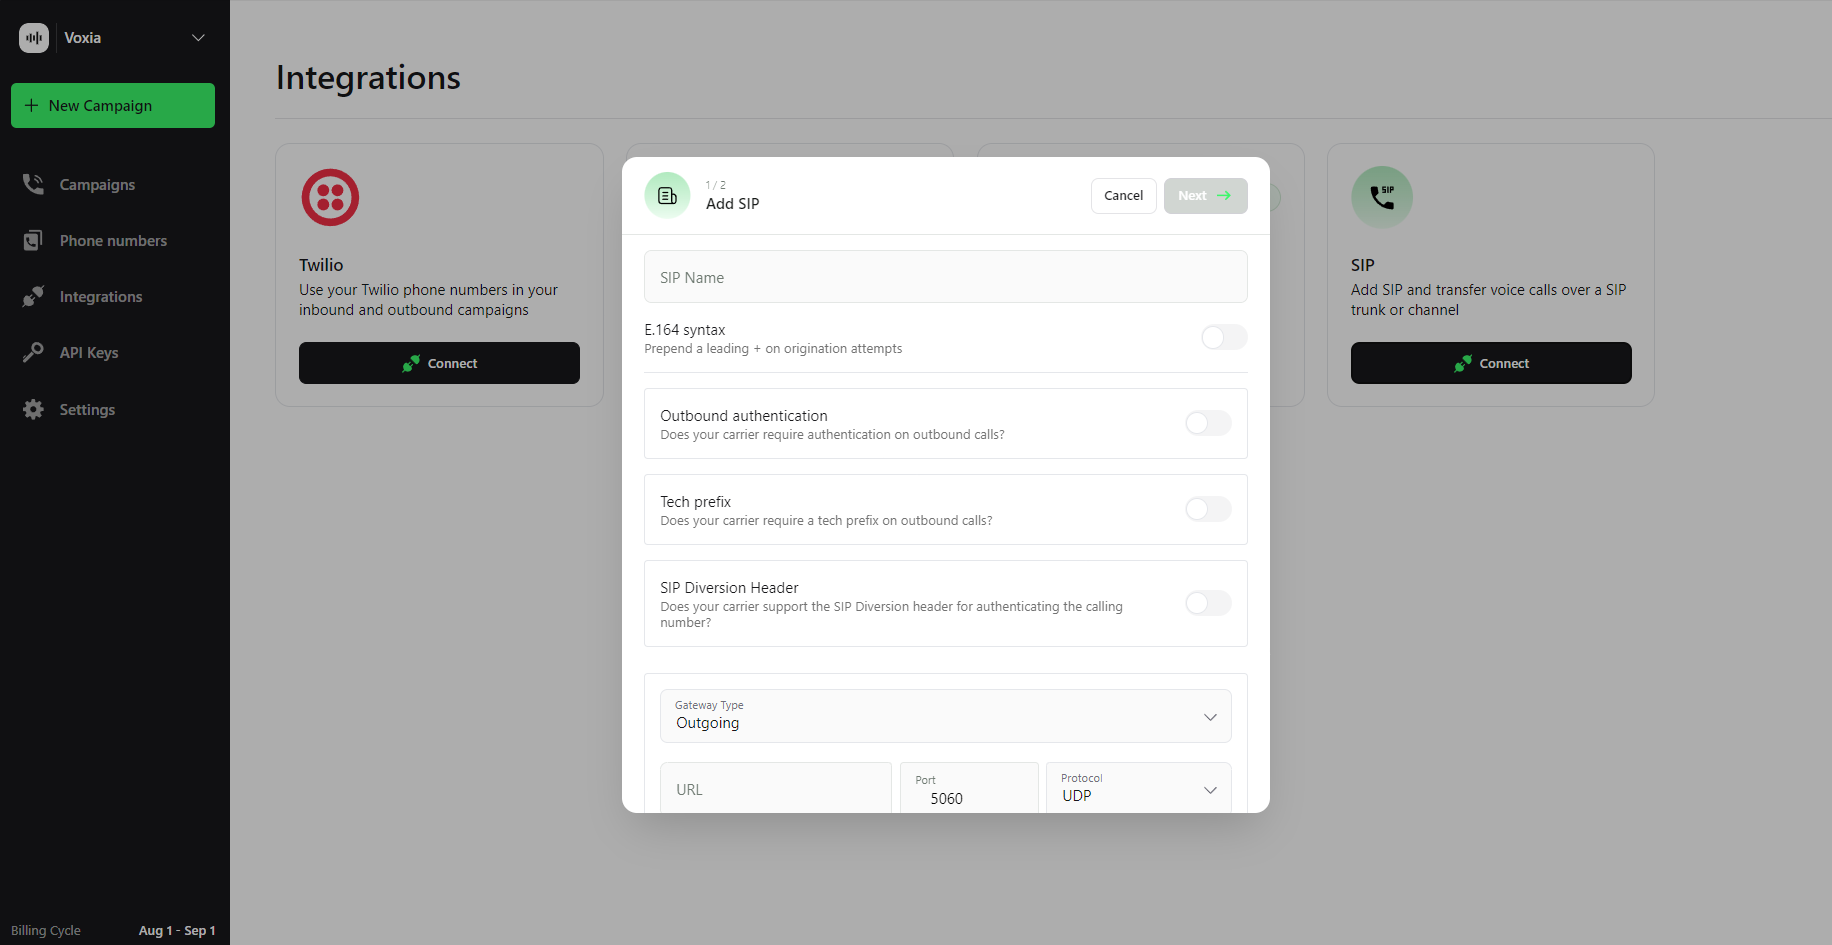 Voxia
New Campaign
Campaigns
Phone numbers
Integrations
API Keys
Settings
Billing Cycle
Aug 1 - Sep 1
Integrations
Twilio
Use your Twilio phone numbers in your
inbound and outbound campaigns
Connect
SIP
SIP
Add SIP and transfer voice calls over a SIP
trunk or channel
Connect
1 / 2
Add SIP
Cancel
Next
SIP Name
E.164 syntax
Prepend a leading + on origination attempts
Outbound authentication
Does your carrier require authentication on outbound calls?
Tech prefix
Does your carrier require a tech prefix on outbound calls?
SIP Diversion Header
Does your carrier support the SIP Diversion header for authenticating the calling
number?
Gateway Type
Outgoing
URL
Port
5060
Protocol
UDP